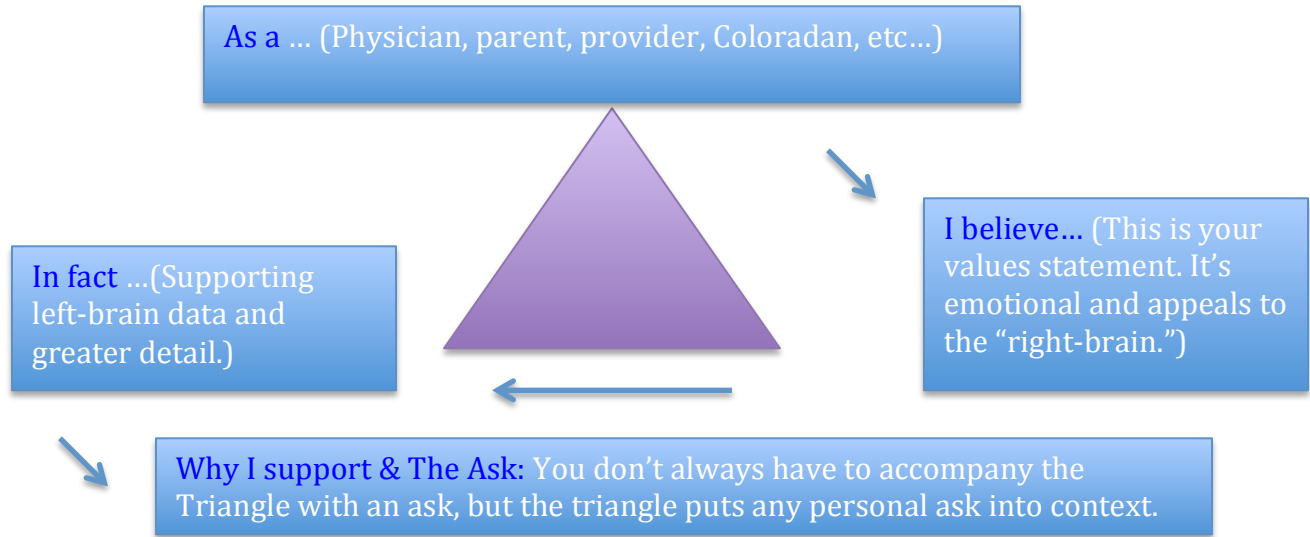 As a … (Physician, parent, provider, Coloradan, etc…)
I believe… (This is your
values statement. It’s
emotional and appeals to
the “right-brain.”)
In fact …(Supporting
left-brain data and
greater detail.)
Why I support & The Ask: You don’t always have to accompany the
Triangle with an ask, but the triangle puts any personal ask into context.